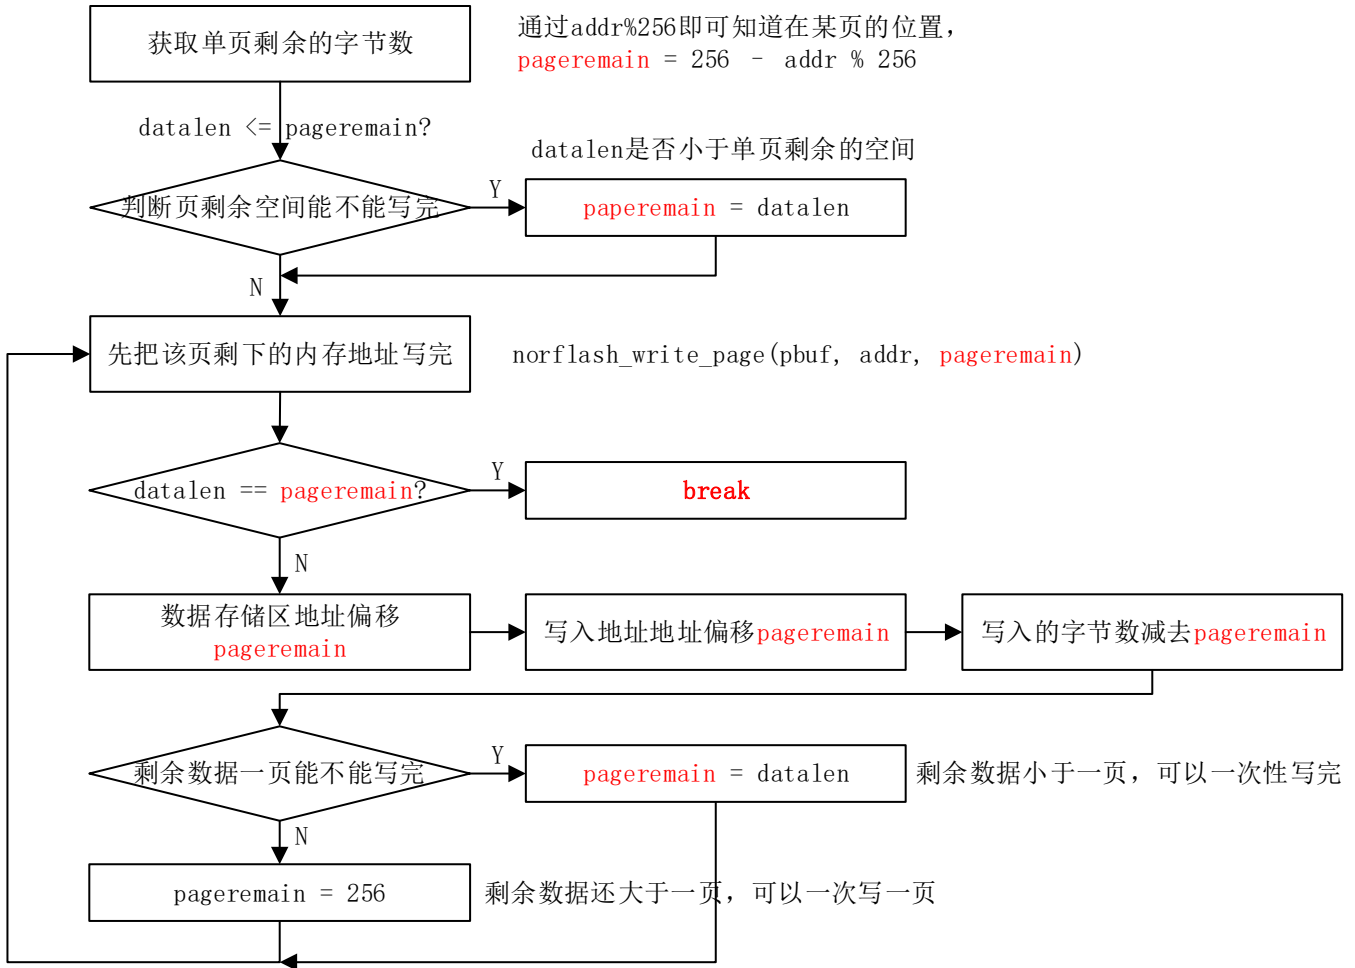 获取单页剩余的字节数
通过addr%256即可知道在某页的位置,
pageremain = 256 - addr % 256
datalen <= pageremain?
datalen是否小于单页剩余的空间
判断页剩余空间能不能写完
Y
paperemain = datalen
N
先把该页剩下的内存地址写完
norflash_write_page(pbuf, addr, pageremain)
datalen == pageremain?
Y
break
N
数据存储区地址偏移
pageremain
写入地址地址偏移pageremain
写入的字节数减去pageremain
剩余数据一页能不能写完
Y
pageremain = datalen
剩余数据小于一页，可以一次性写完
N
pageremain = 256
剩余数据还大于一页，可以一次写一页